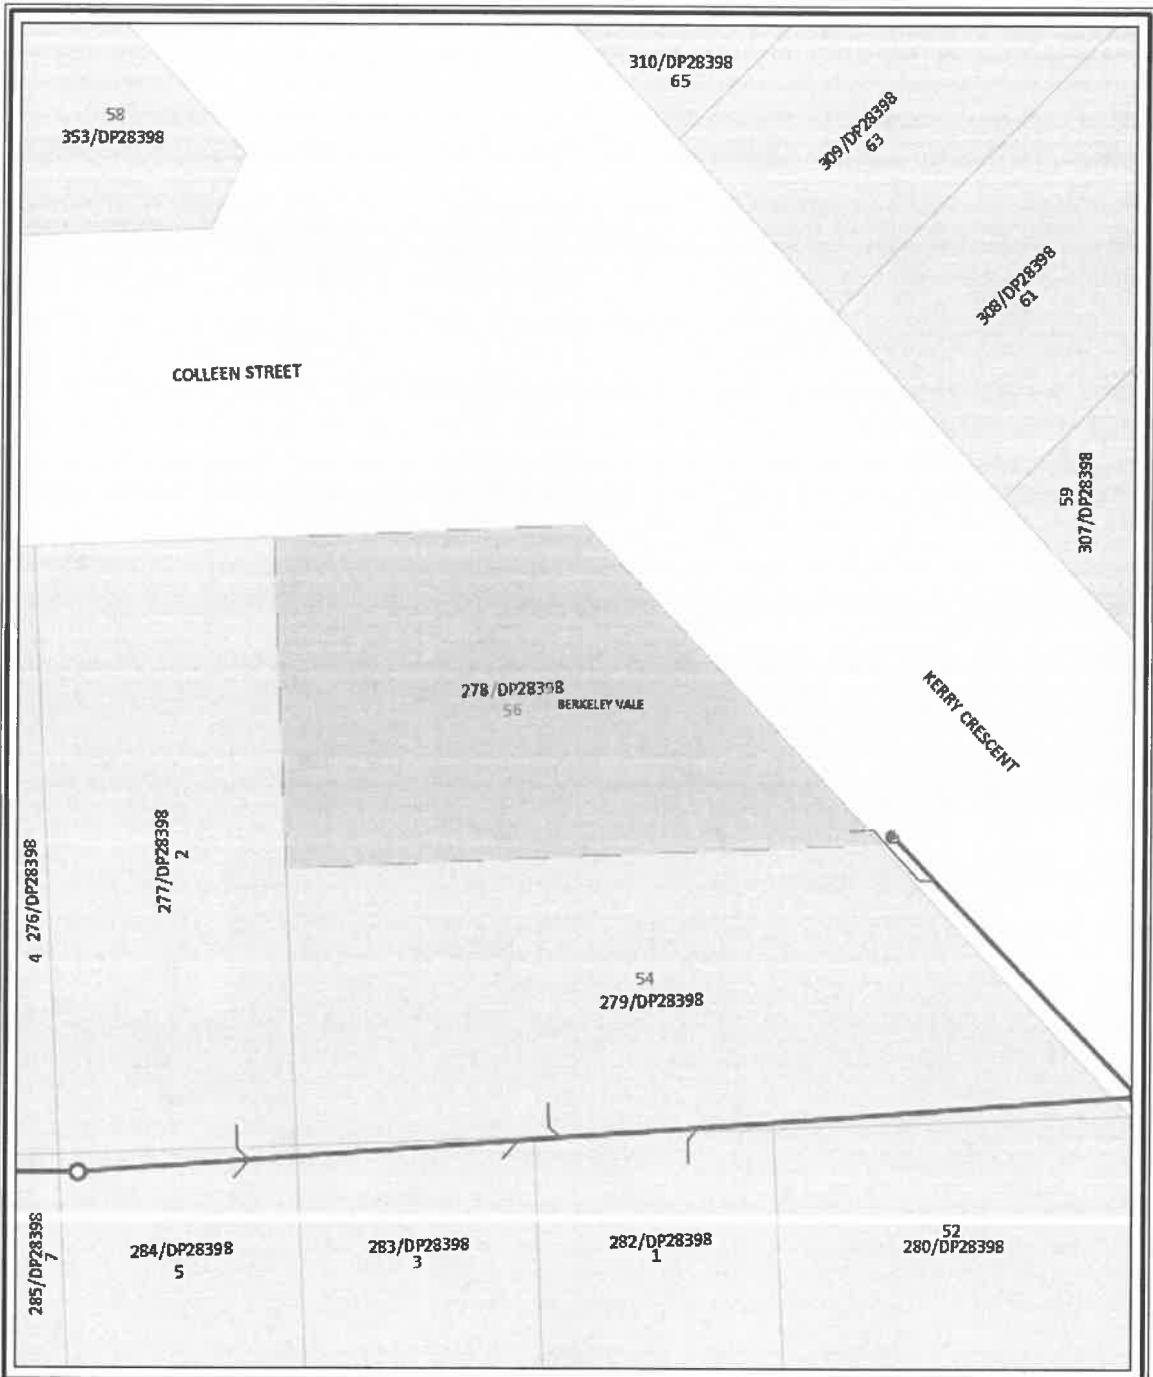 310/DP28398
65
58
353/DP28398
309/DP28398
63
308/DP28398
61
COLLEEN STREET
59
307/DP28398
278/DP28398
56
BERKELEY VALE
KERRY CRESCENT
4 276/DP28398
277/DP28398
2
54
279/DP28398
285/DP28398
7
284/DP28398
5
283/DP28398
3
282/DP28398
1
52
280/DP28398